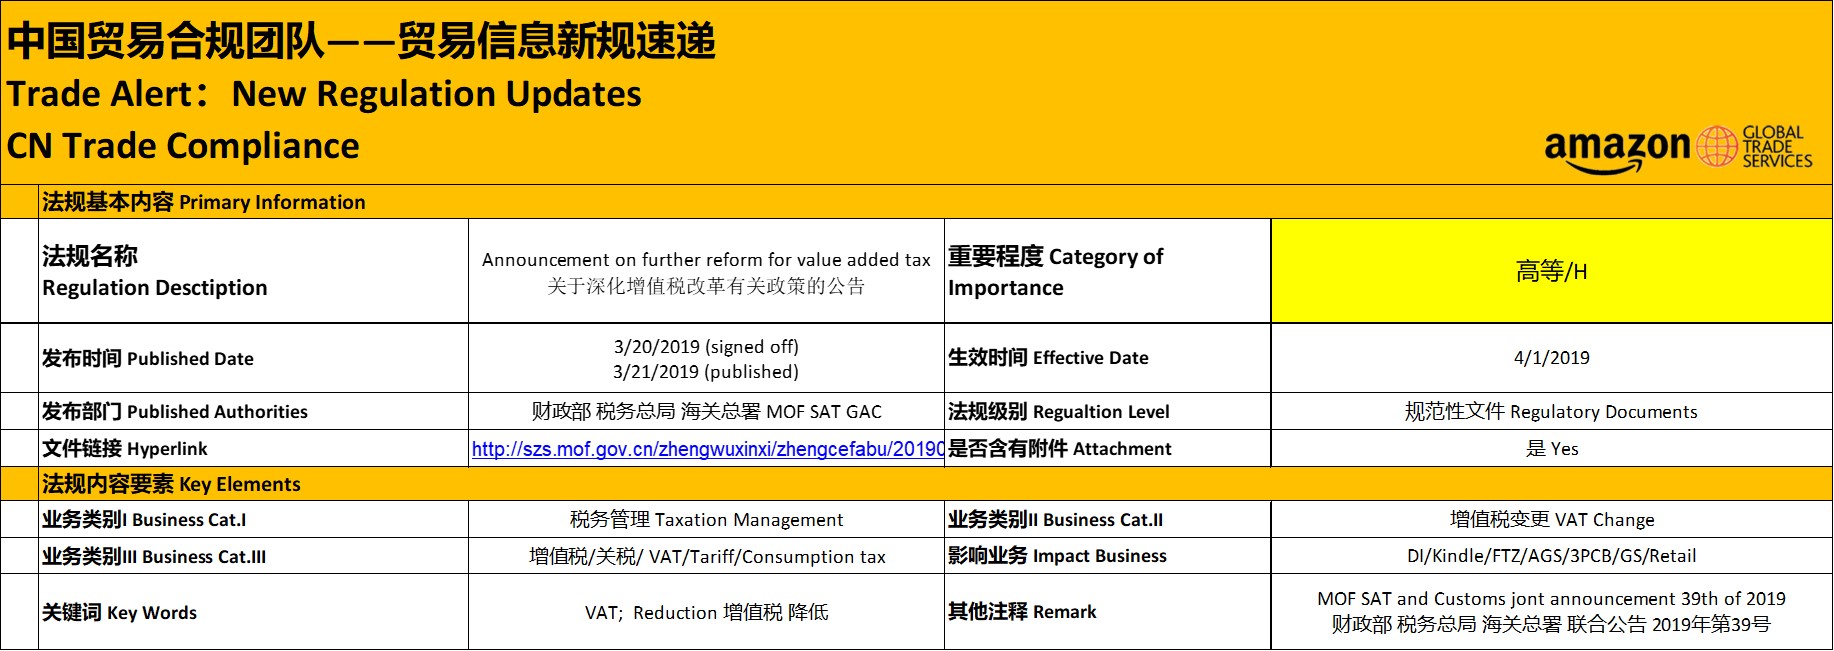 中国贸易合规团队——贸易信息新规速递
Trade Alert：New Regulation Updates
CN Trade Compliance
amazon
GLOBAL
TRADE
SERVICES
法规基本内容 Primary Information
法规名称
Regulation Desctiption
Announcement on further reform for value added tax
关于深化增值税改革有关政策的公告
重要程度 Category of
Importance
高等/H
发布时间 Published Date
3/20/2019 (signed off)
3/21/2019 (published)
生效时间 Effective Date
4/1/2019
发布部门 Published Authorities
财政部 税务总局 海关总署 MOF SAT GAC
法规级别 Regualtion Level
规范性文件 Regulatory Documents
文件链接 Hyperlink
http://szs.mof.gov.cn/zhengwuxinxi/zhengcefabu/20190
是否含有附件 Attachment
是 Yes
法规内容要素 Key Elements
业务类别I Business Cat.I
税务管理 Taxation Management
业务类别II Business Cat.II
增值税变更 VAT Change
业务类别III Business Cat.III
增值税/关税/ VAT/Tariff/Consumption tax
影响业务 Impact Business
DI/Kindle/FTZ/AGS/3PCB/GS/Retail
关键词 Key Words
VAT;  Reduction 增值税 降低
其他注释 Remark
MOF SAT and Customs jont announcement 39th of 2019
财政部 税务总局 海关总署 联合公告 2019年第39号